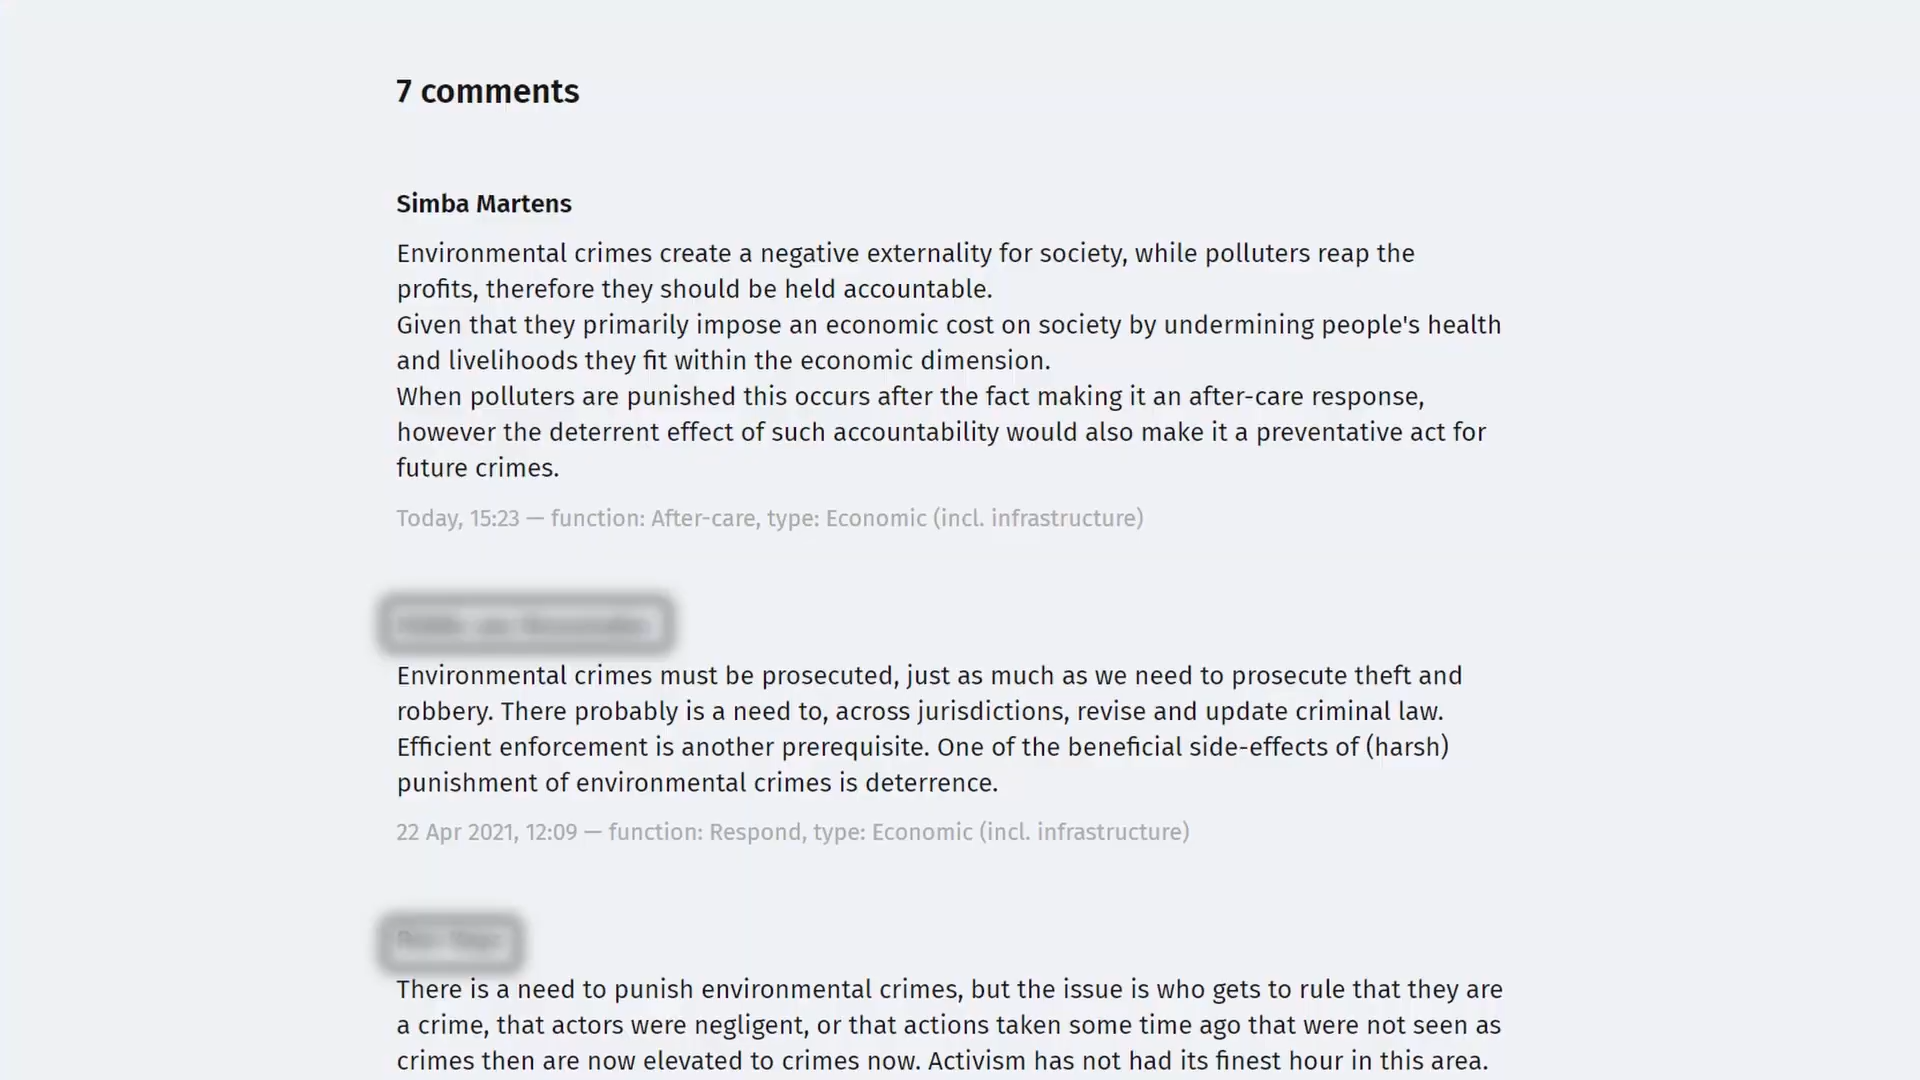 7 comments
Simba Martens
Environmental crimes create a negative externality for society, while polluters reap the
profits, therefore they should be held accountable.
Given that they primarily impose an economic cost on society by undermining people's health
and livelihoods they fit within the economic dimension.
When polluters are punished this occurs after the fact making it an after-care response,
however the deterrent effect of such accountability would also make it a preventative act for
future crimes.
Today, 15:23 — function: After-care, type: Economic (incl. infrastructure)
Environmental crimes must be prosecuted, just as much as we need to prosecute theft and
robbery. There probably is a need to, across jurisdictions, revise and update criminal law.
Efficient enforcement is another prerequisite. One of the beneficial side-effects of (harsh)
punishment of environmental crimes is deterrence.
22 Apr 2021, 12:09 — function: Respond, type: Economic (incl. infrastructure)
There is a need to punish environmental crimes, but the issue is who gets to rule that they are
a crime, that actors were negligent, or that actions taken some time ago that were not seen as
crimes then are now elevated to crimes now. Activism has not had its finest hour in this area.